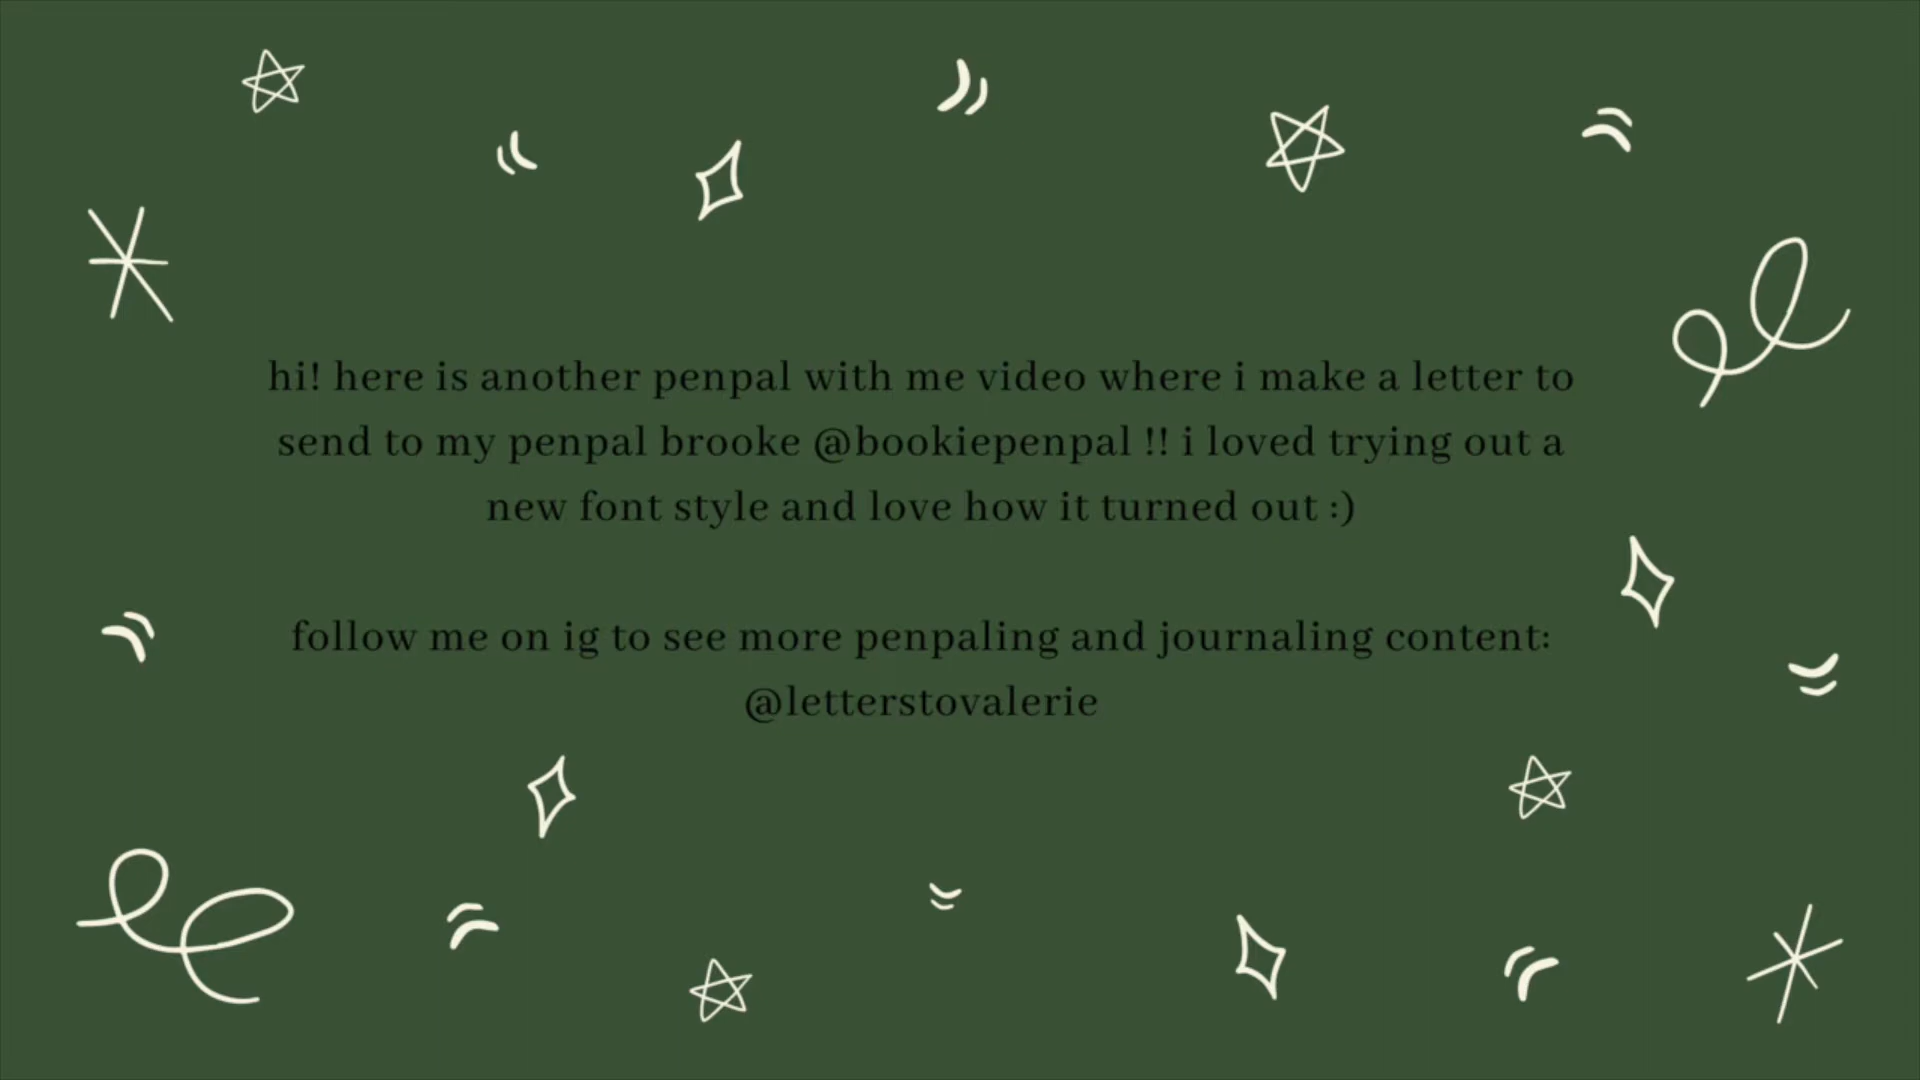 hi! here is another penpal with me video where i make a letter to
send to my penpal brooke @bookiepenpal !! i loved trying out a
new font style and love how it turned out :)
follow me on ig to see more penpaling and journaling content:
@letterstovalerie